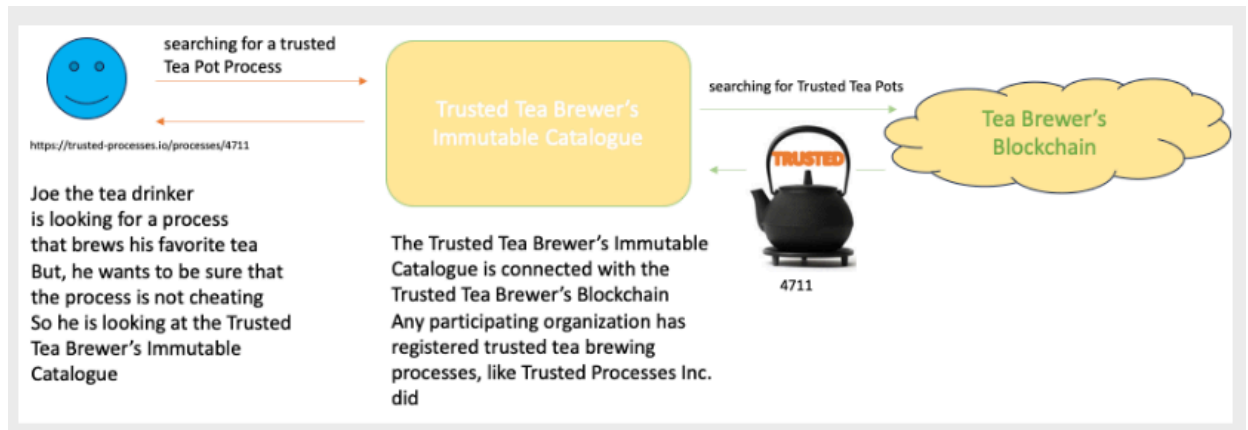 searching for a trusted
Tea Pot Process
https://trusted-processes.io/processes/4711
Joe the tea drinker
is looking for a process
that brews his favorite tea
But, he wants to be sure that
the process is not cheating
So he is looking at the Trusted
Tea Brewer's Immutable
Catalogue
Trusted Tea Brewer's
Immutable Catalogue
The Trusted Tea Brewer's Immutable
Catalogue is connected with the
Trusted Tea Brewer's Blockchain
Any participating organization has
registered trusted tea brewing
processes, like Trusted Processes Inc.
did
searching for Trusted Tea Pots
TRUSTED
4711
Tea Brewer's
Blockchain